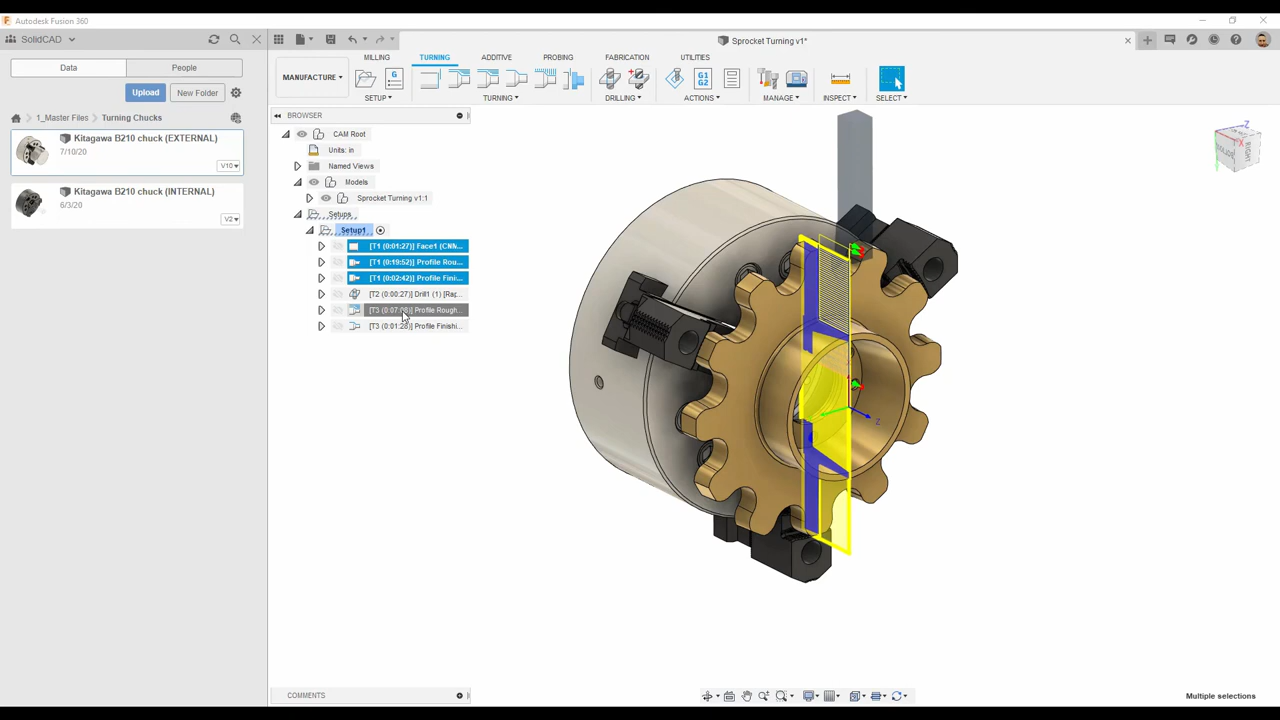 Autodesk Fusion 360
SolidCAD
Sprocket Turning v1*
Data
People
Upload
New Folder
1_Master Files
Turning Chucks
Kitagawa B210 chuck (EXTERNAL)
7/10/20
V10
Kitagawa B210 chuck (INTERNAL)
6/3/20
V2
MANUFACTURE
MILLING
TURNING
ADDITIVE
PROBING
FABRICATION
UTILITIES
G
G1
G2
SETUP
TURNING
DRILLING
ACTIONS
MANAGE
INSPECT
SELECT
BROWSER
CAM Root
Units: in
Named Views
Models
Sprocket Turning v1:1
Setups
Setup1
[T1 (0:01:27)] Face1 (CNM...
[T1 (0:19:52)] Profile Rou...
[T1 (0:02:42)] Profile Fini...
[T2 (0:00:27)] Drill1 (1) [Rap...
Profile Rough...
[T3 (0:01:28)] Profile Finishi...
Z
X
RIGHT
Z
COMMENTS
Multiple selections